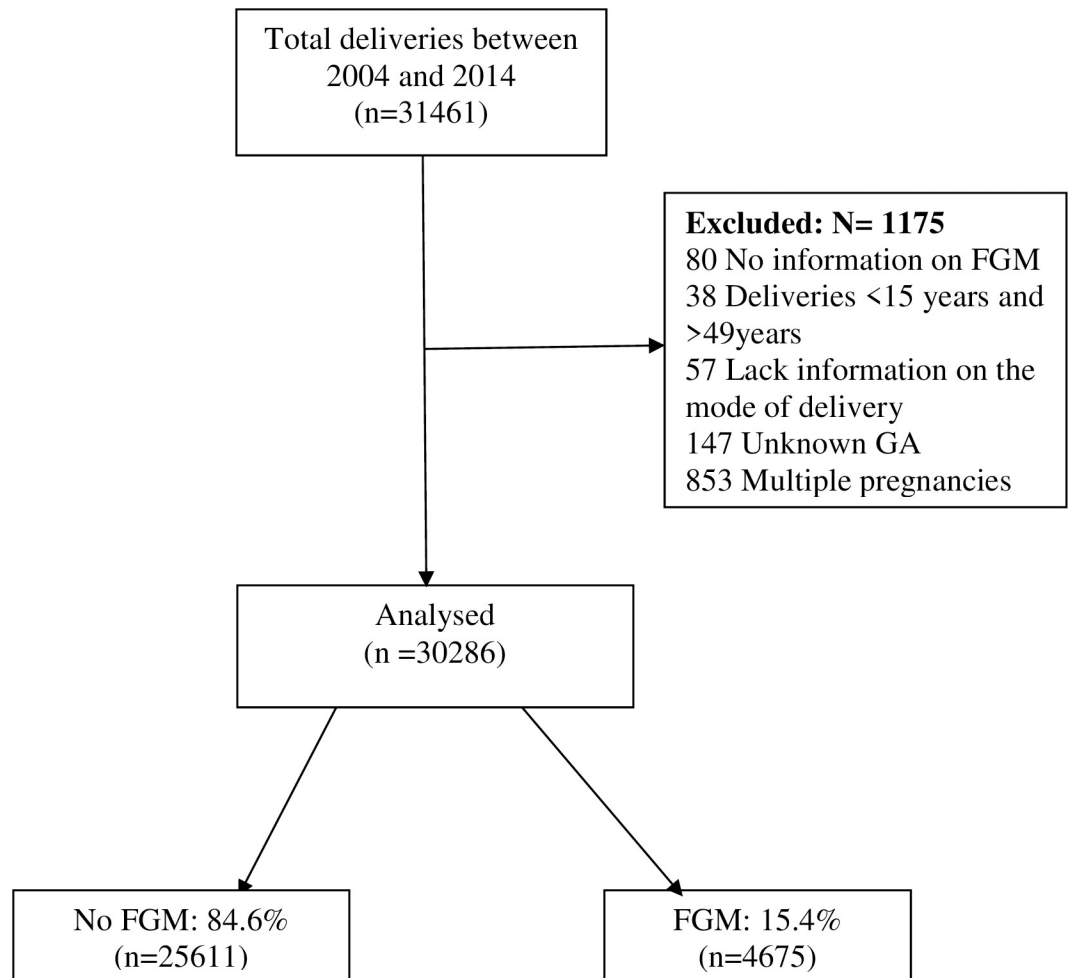 Total deliveries between
2004 and 2014
(n=31461)
Excluded: N= 1175
80 No information on FGM
38 Deliveries <15 years and
>49years
57 Lack information on the
mode of delivery
147 Unknown GA
853 Multiple pregnancies
Analysed
(n =30286)
No FGM: 84.6%
(n=25611)
FGM: 15.4%
(n=4675)